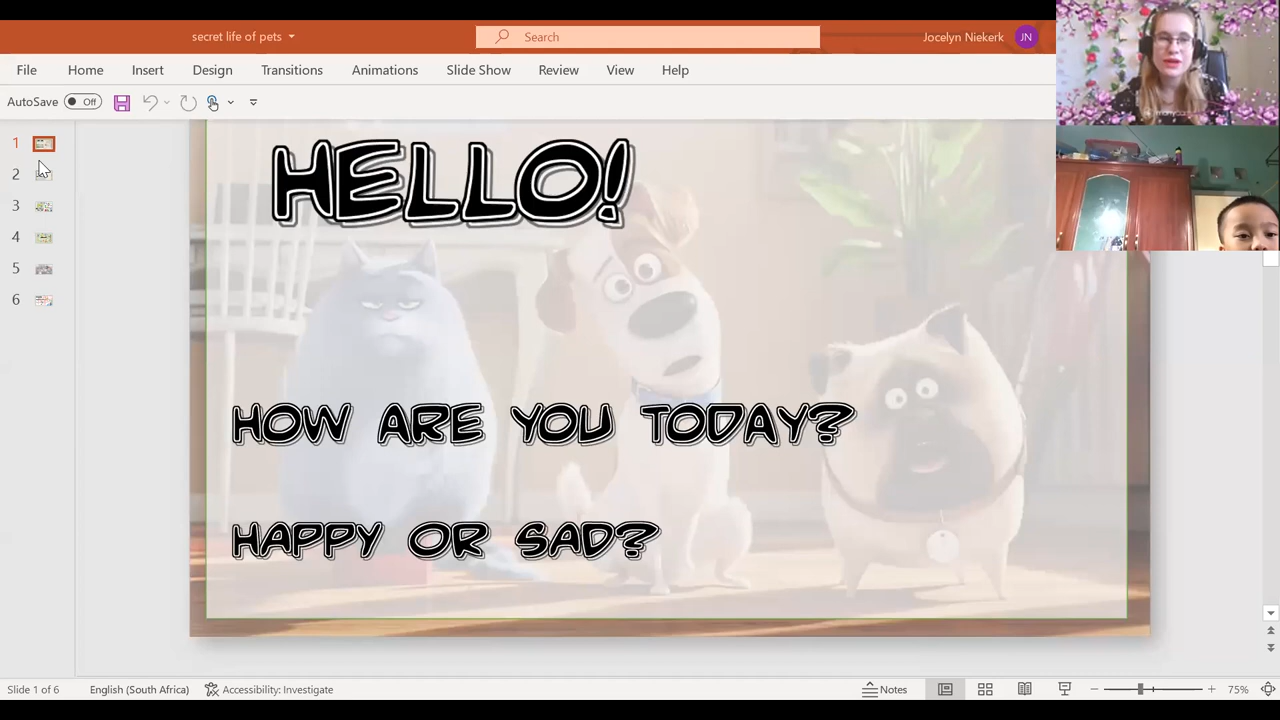 secret life of pets
Search
Jocelyn Niekerk
JN
File
Home
Insert
Design
Transitions
Animations
Slide Show
Review
View
Help
AutoSave
Off
1
2
3
4
5
6
HELLO!
HOW ARE YOU TODAY?
HAPPY OR SAD?
Slide 1 of 6
English (South Africa)
Accessibility: Investigate
Notes
75%